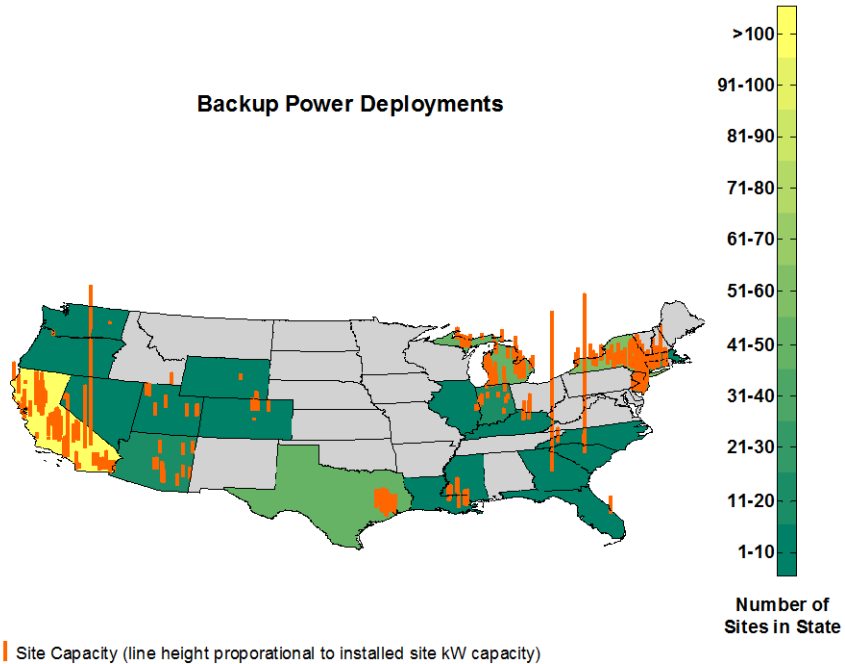 Backup Power Deployments
>100
91-100
81-90
71-80
61-70
51-60
41-50
31-40
21-30
11-20
1-10
Number of
Sites in State
Site Capacity (line height proporational to installed site kW capacity)